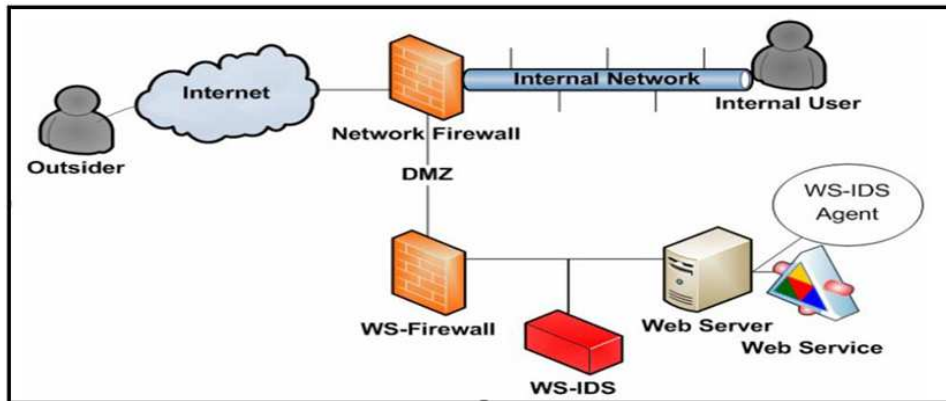 Internet
Internal Network
Internal User
Network Firewall
Outsider
DMZ
WS-IDS
Agent
WS-Firewall
Web Server
Web Service
WS-IDS